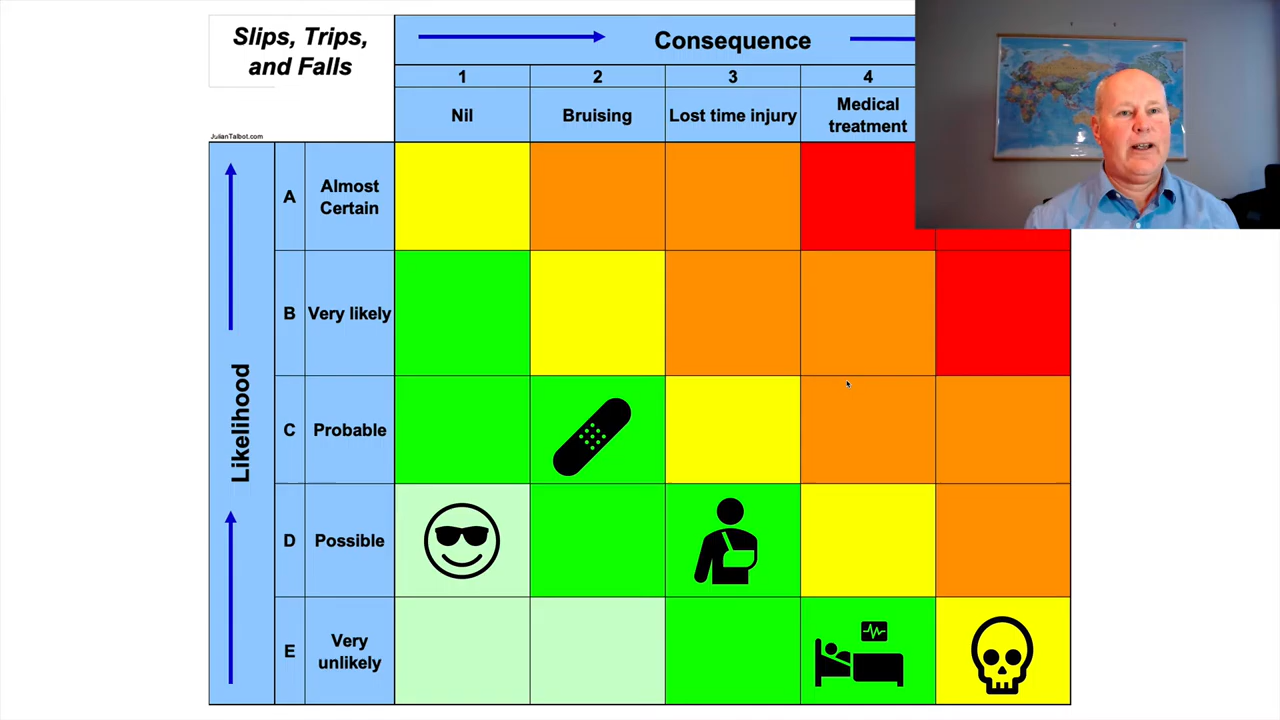 Slips, Trips,
and Falls
Consequence
1
2
3
4
Nil
Bruising
Lost time injury
Medical
treatment
JulianTalbot.com
Likelihood
A
Almost
Certain
B
Very likely
C
Probable
D
Possible
E
Very
unlikely